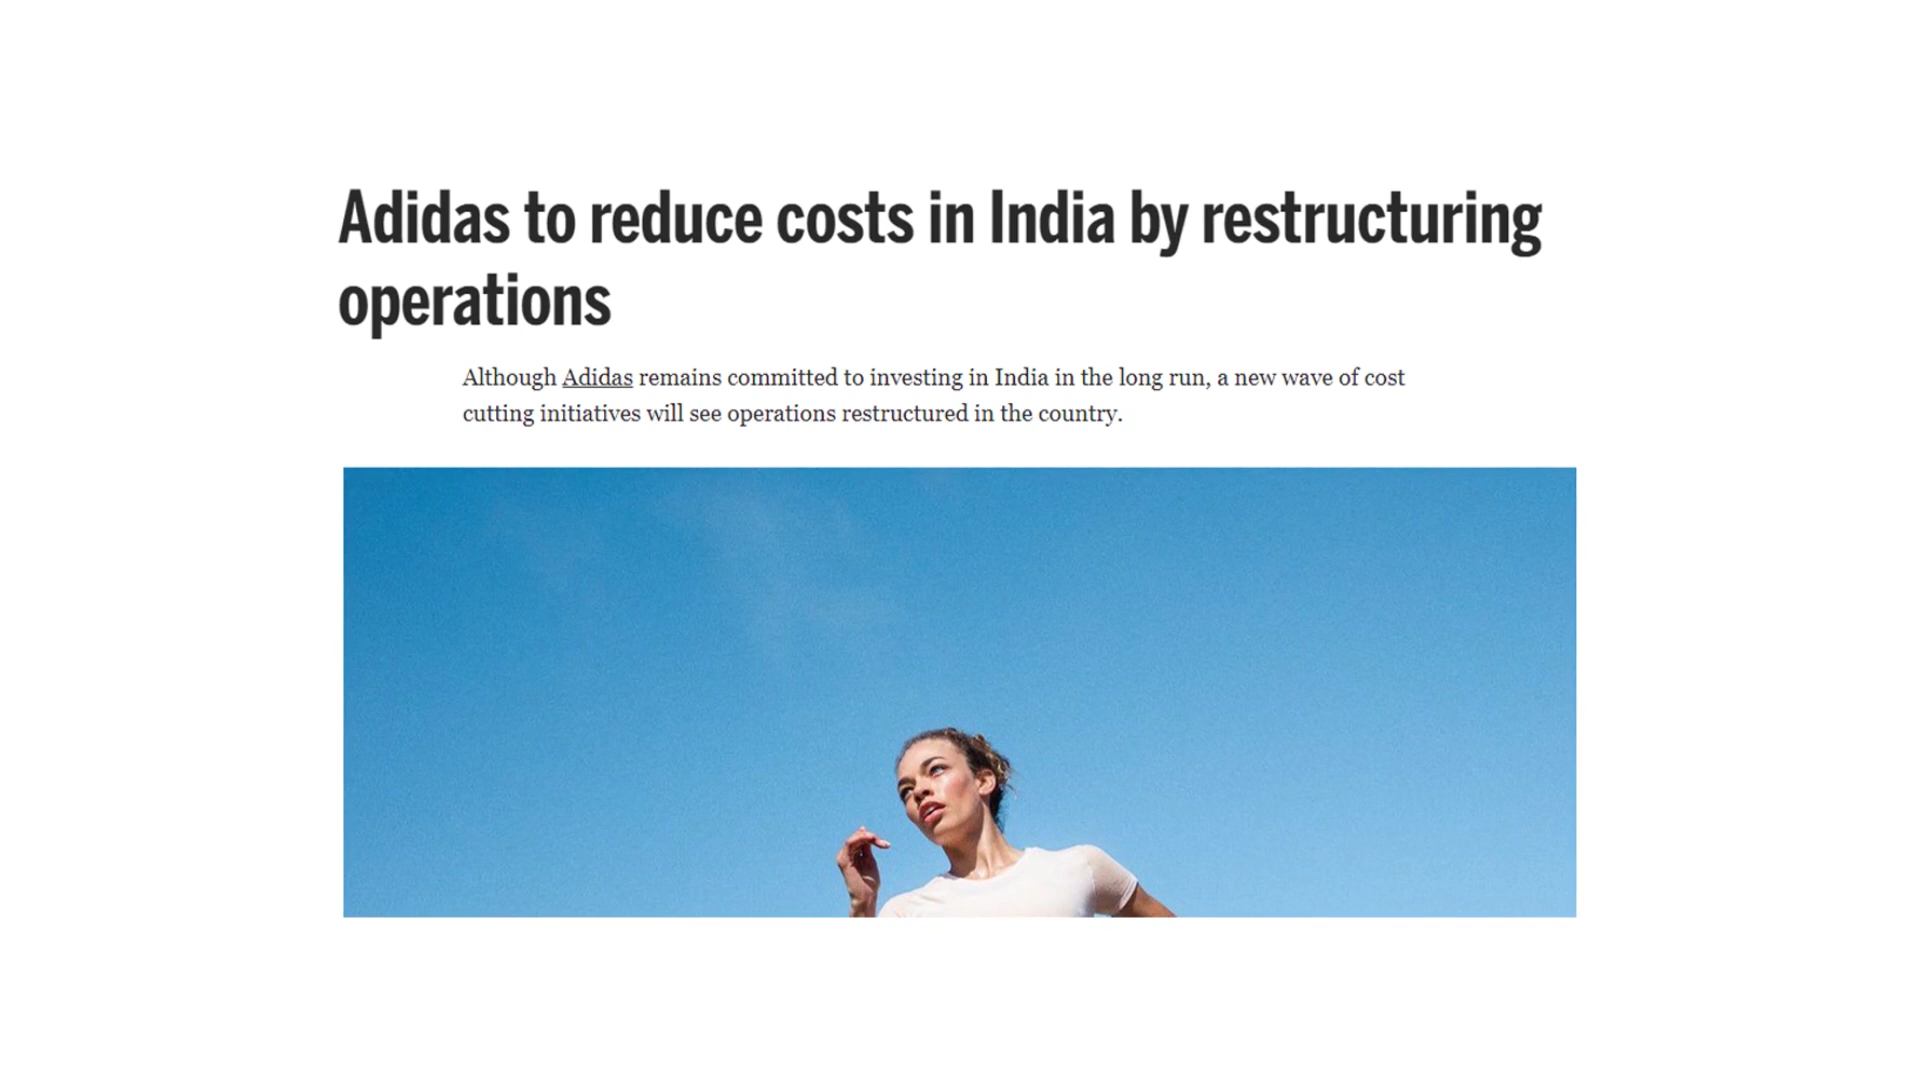 Adidas to reduce costs in India by restructuring
operations
Although Adidas remains committed to investing in India in the long run, a new wave of cost
cutting initiatives will see operations restructured in the country.